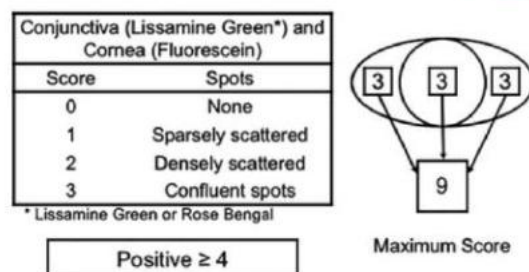 Conjunctiva (Lissamine Green*) and
Cornea (Fluorescein)
Score Spots
0 None
1 Sparsely scattered
2 Densely scattered
3 Confluent spots
* Lissamine Green or Rose Bengal
Positive ≥ 4
3 3 3
9
Maximum Score